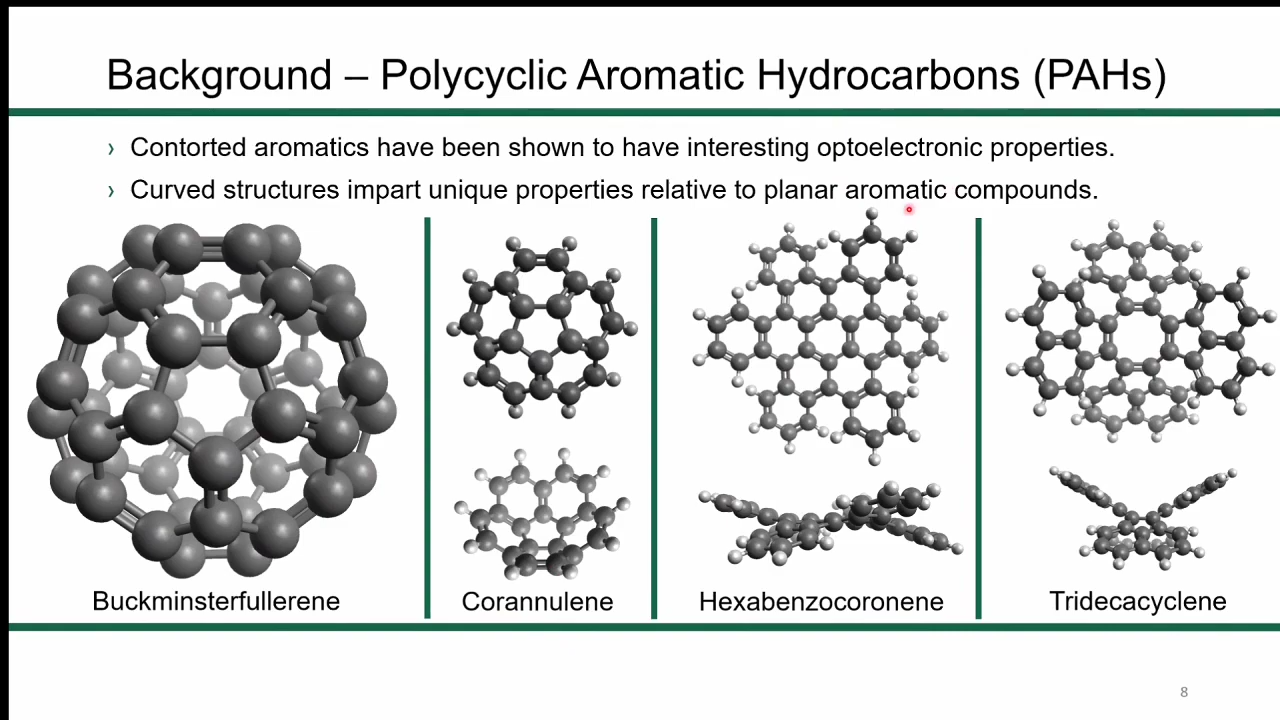 Background – Polycyclic Aromatic Hydrocarbons (PAHs)
› Contorted aromatics have been shown to have interesting optoelectronic properties.
› Curved structures impart unique properties relative to planar aromatic compounds.
Buckminsterfullerene
Corannulene
Hexabenzocoronene
Tridecacyclene
8